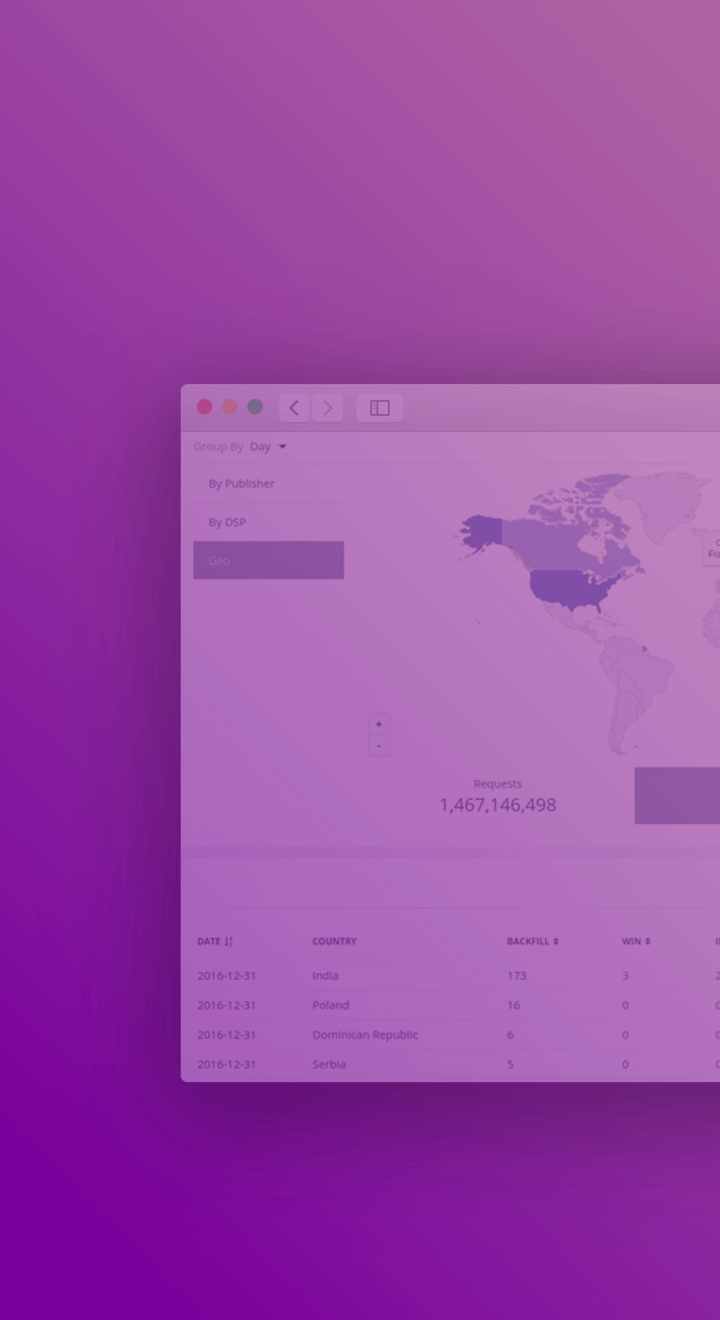 Group By Day
By Publisher
By DSP
Geo
Fra
+
-
Requests
1,467,146,498
DATE COUNTRY BACKFILL WIN
2016-12-31 India 173 3
2016-12-31 Poland 16 0
2016-12-31 Dominican Republic 6 0
2016-12-31 Serbia 5 0